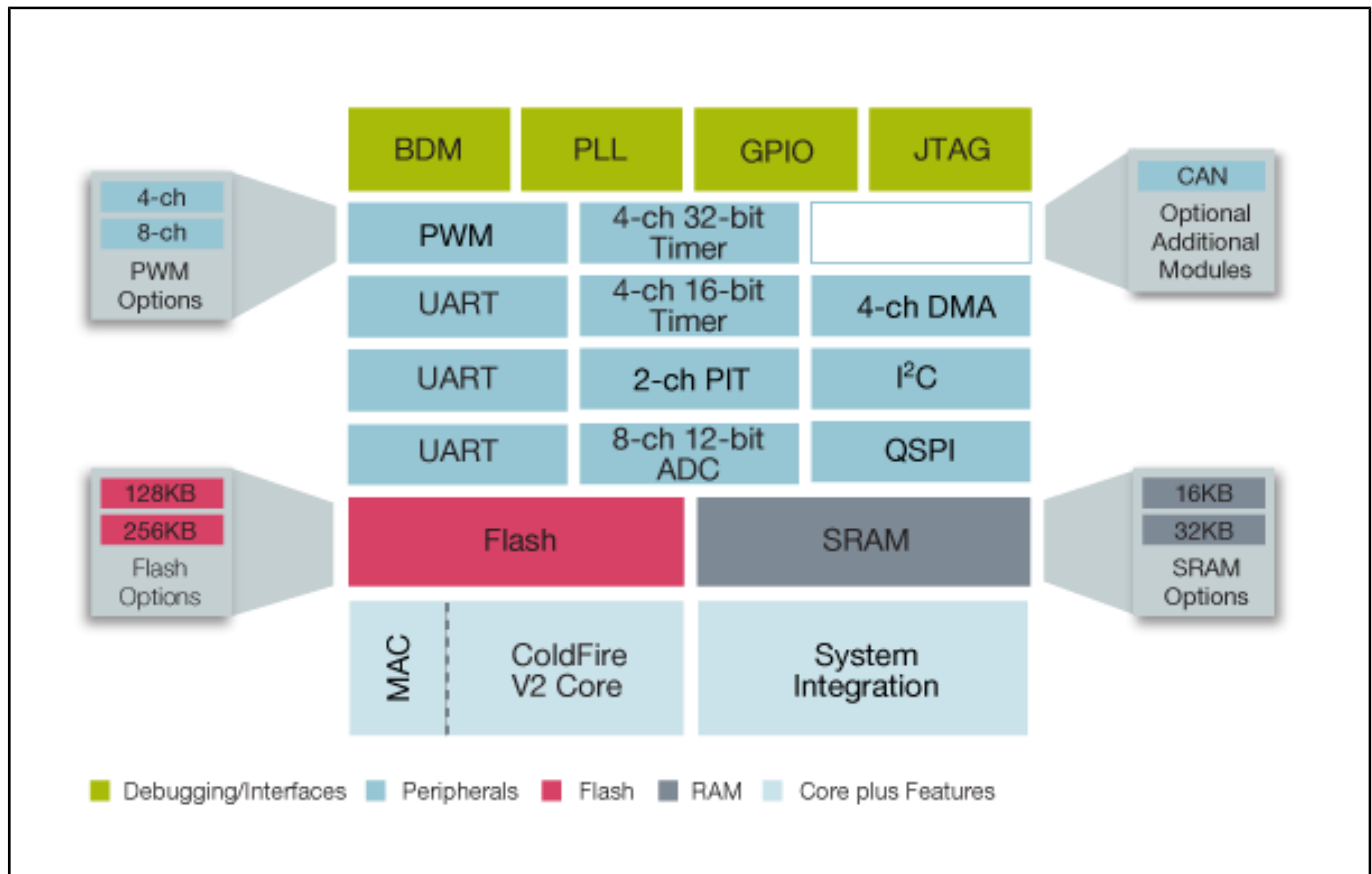 BDM
PLL
GPIO
JTAG
4-ch
8-ch
PWM
Options
CAN
Optional
Additional
Modules
PWM
4-ch 32-bit
Timer
UART
4-ch 16-bit
Timer
4-ch DMA
UART
2-ch PIT
I²C
UART
8-ch 12-bit
ADC
QSPI
128KB
256KB
Flash
Options
Flash
SRAM
16KB
32KB
SRAM
Options
MAC
ColdFire
V2 Core
System
Integration
Debugging/Interfaces
Peripherals
Flash
RAM
Core plus Features